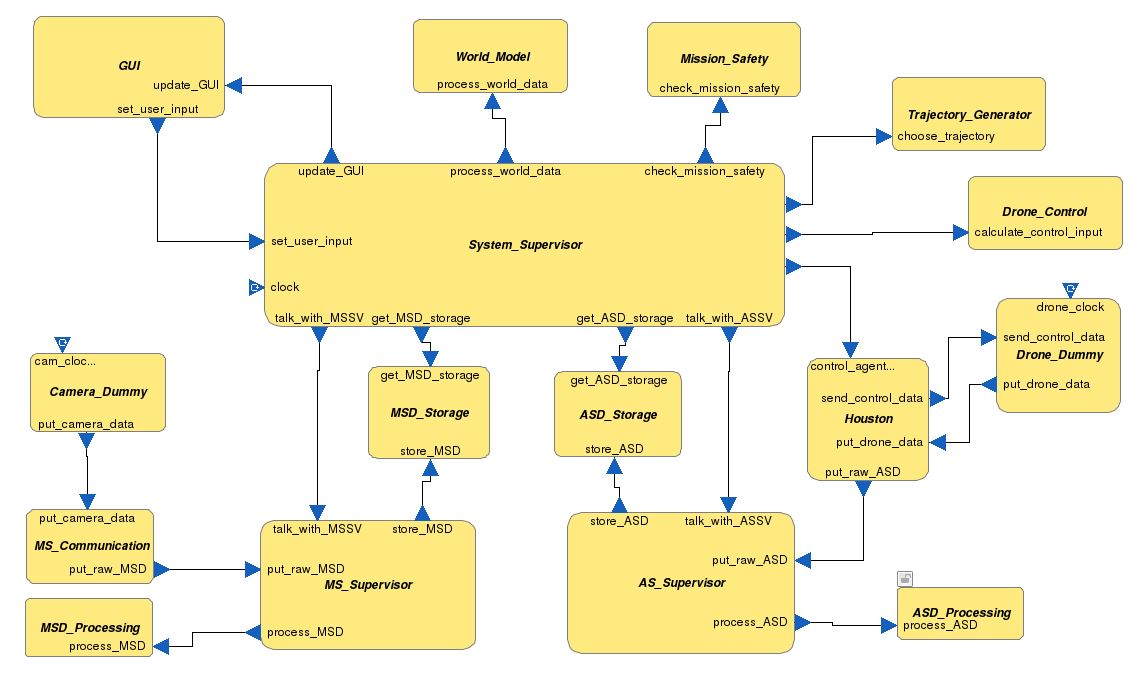 GUI
update_GUI
set_user_input
World_Model
process_world_data
Mission_Safety
check_mission_safety
Trajectory_Generator
choose_trajectory
Drone_Control
calculate_control_input
update_GUI
process_world_data
check_mission_safety
set_user_input
System_Supervisor
clock
talk_with_MSSV
get_MSD_storage
get_ASD_storage
talk_with_ASSV
drone_clock
send_control_data
Drone_Dummy
put_drone_data
cam_cloc...
Camera_Dummy
put_camera_data
get_MSD_storage
MSD_Storage
store_MSD
get_ASD_storage
ASD_Storage
store_ASD
control_agent...
send_control_data
Houston
put_drone_data
put_raw_ASD
put_camera_data
MS_Communication
put_raw_MSD
talk_with_MSSV
store_MSD
put_raw_MSD
MS_Supervisor
process_MSD
store_ASD
talk_with_ASSV
put_raw_ASD
AS_Supervisor
process_ASD
MSD_Processing
process_MSD
ASD_Processing
process_ASD